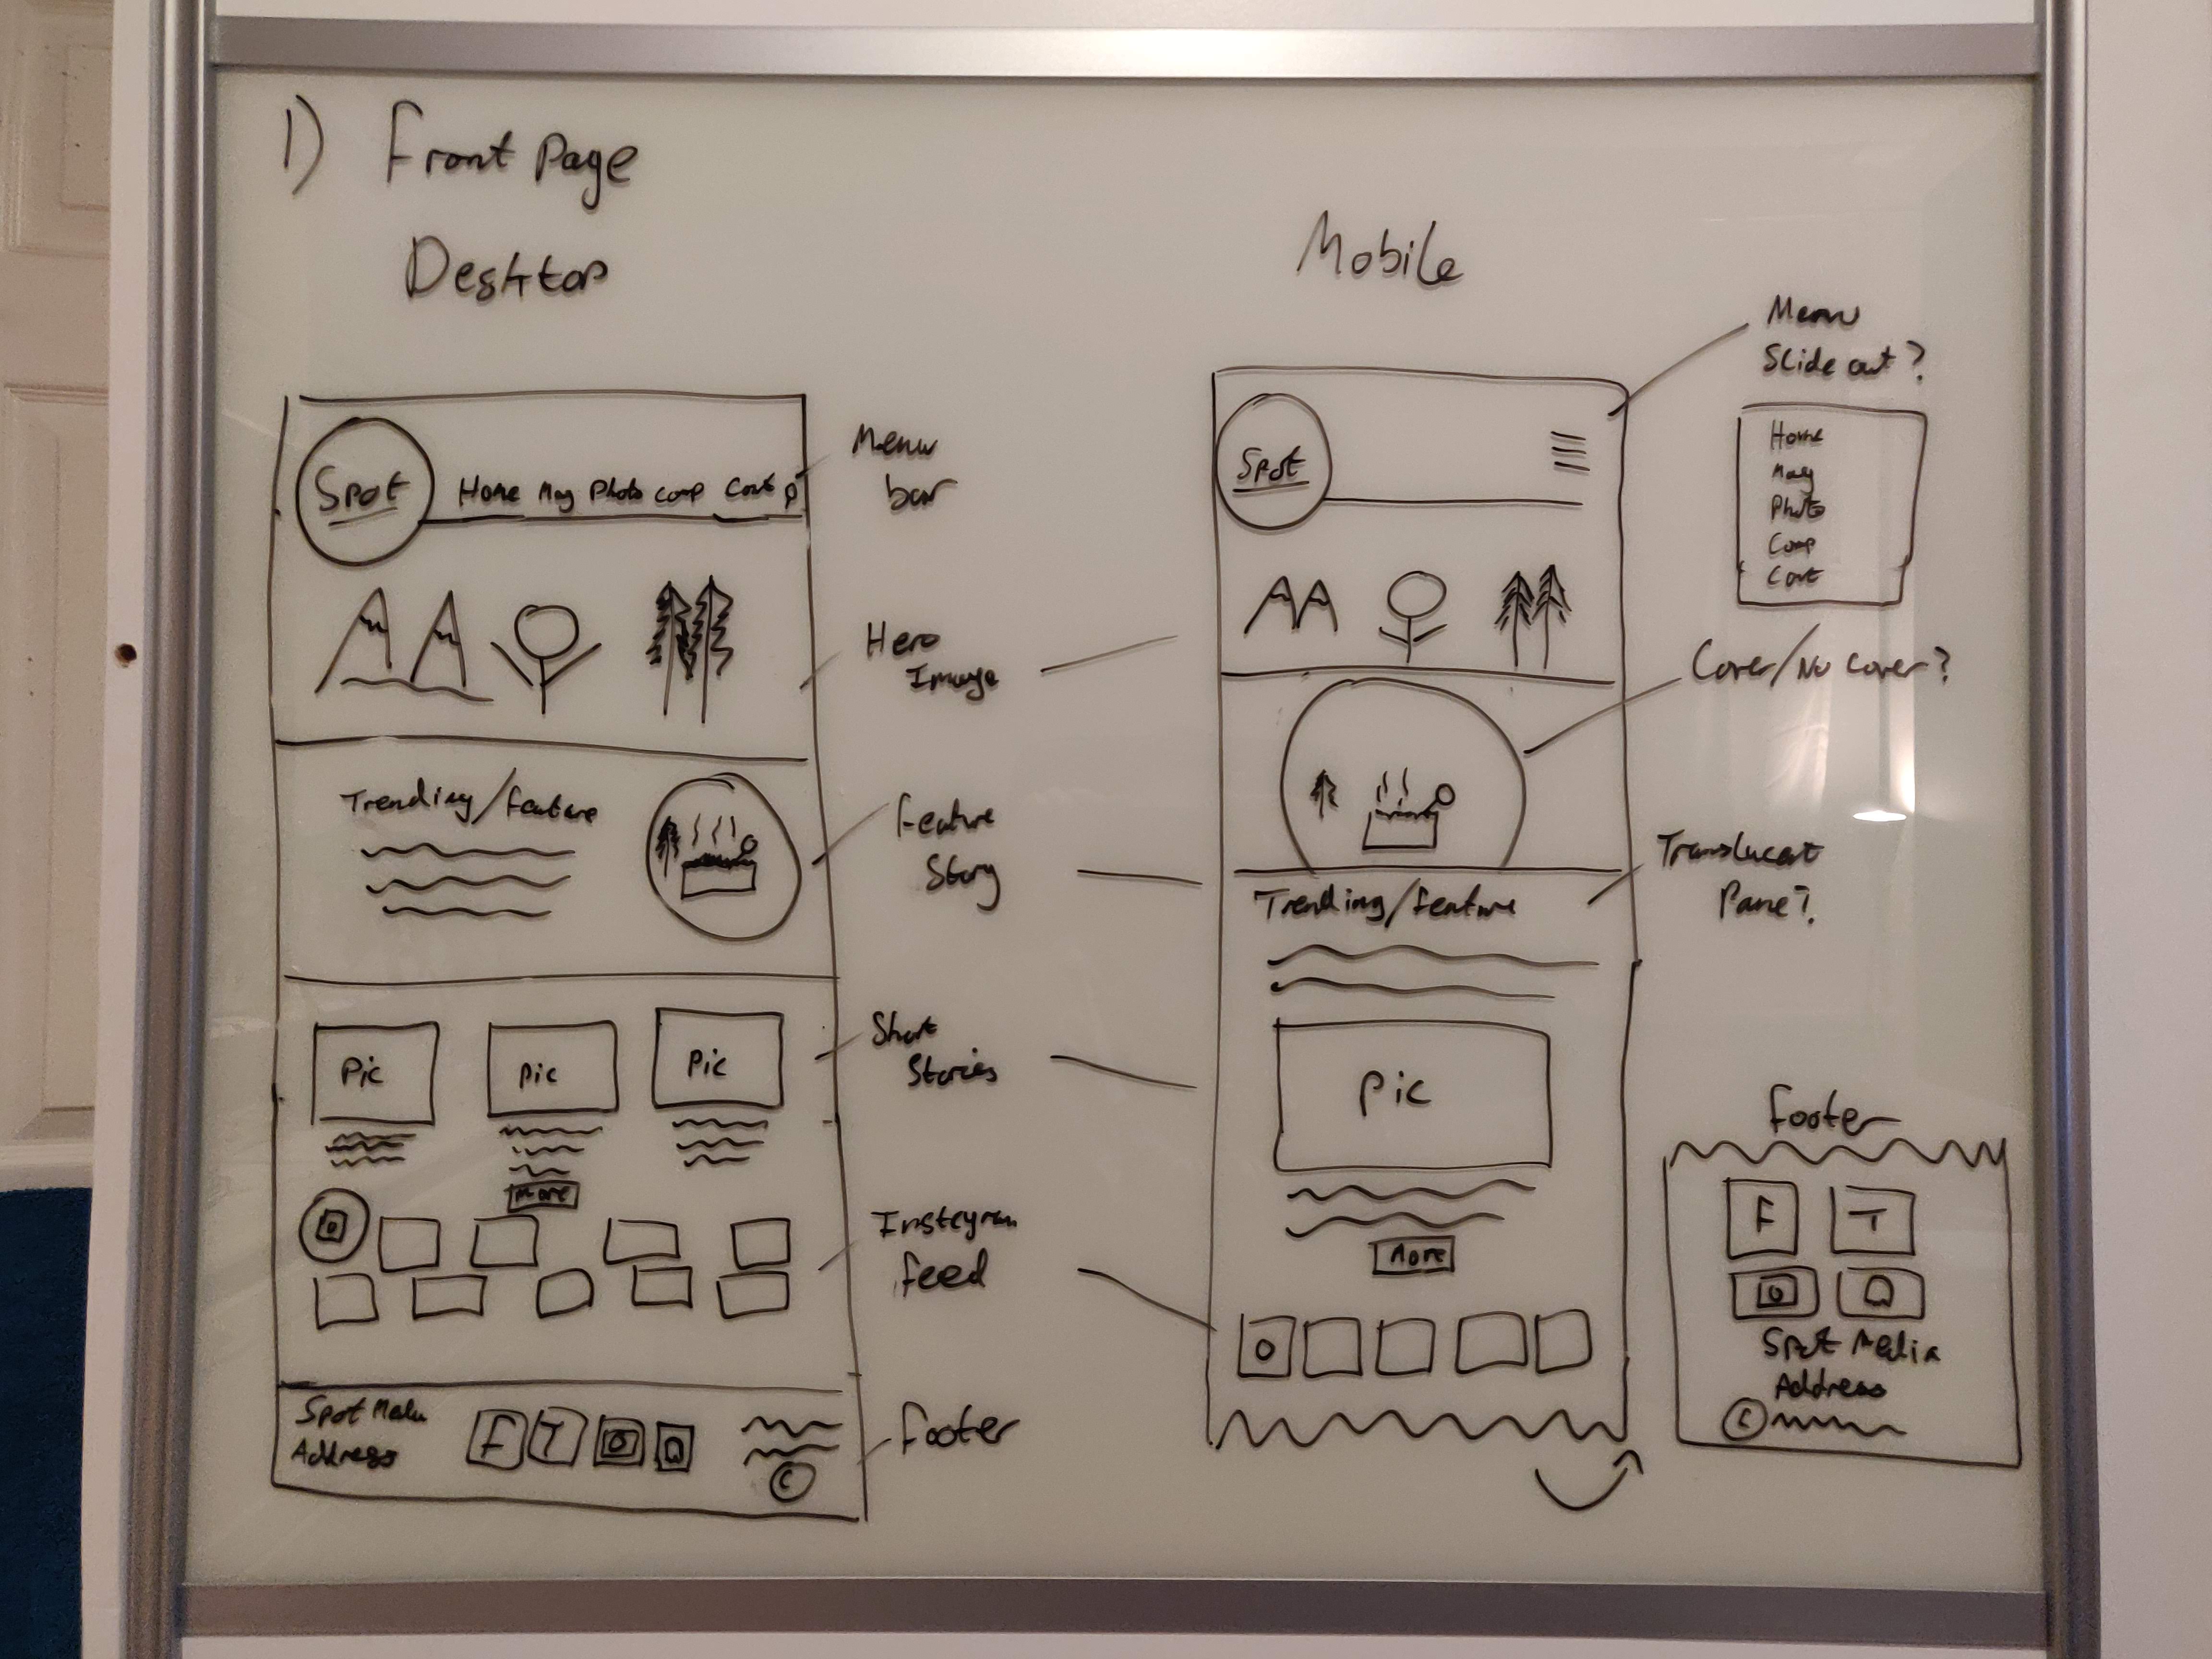 1) Front Page
Desktop
Spot
Home Mag Photo Comp Cont
Menu
bar
Hero
Image
Trending/feature
Feature
Story
Pic
Pic
Pic
More
Short
Stories
Instagram
feed
Spot Media
Address
F T
C
Footer
Mobile
Spot
Menu
Slide out?
Home
Mag
Photo
Comp
Cont
Cover/No Cover?
Trending/feature
Translucent
Pane?
Pic
More
Footer
F T
Spot Media
Address
C